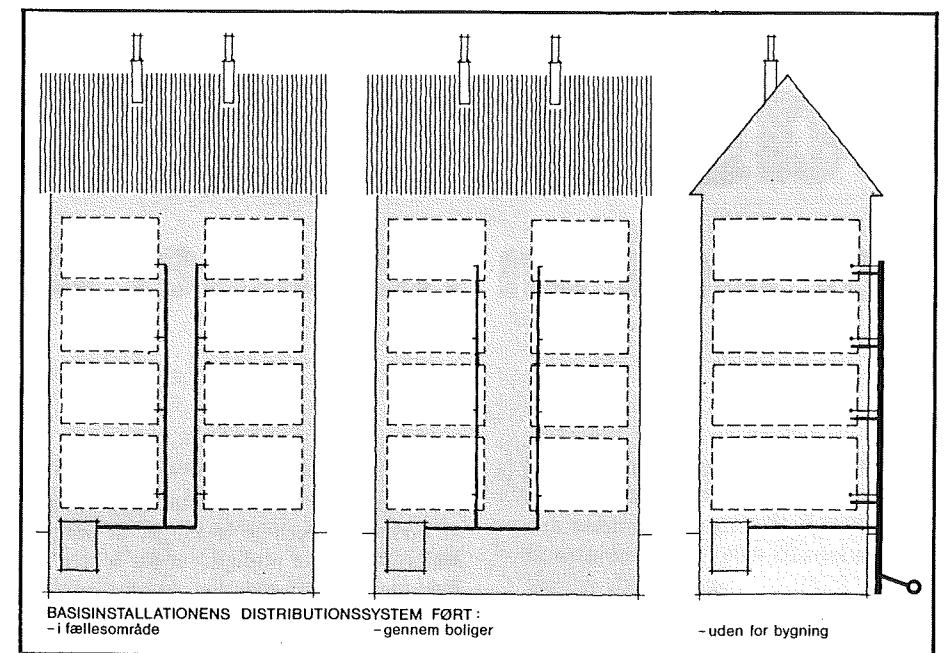 BASISINSTALLATIONENS DISTRIBUTIONSSYSTEM FØRT :
- i fællesområde
- gennem boliger
- uden for bygning